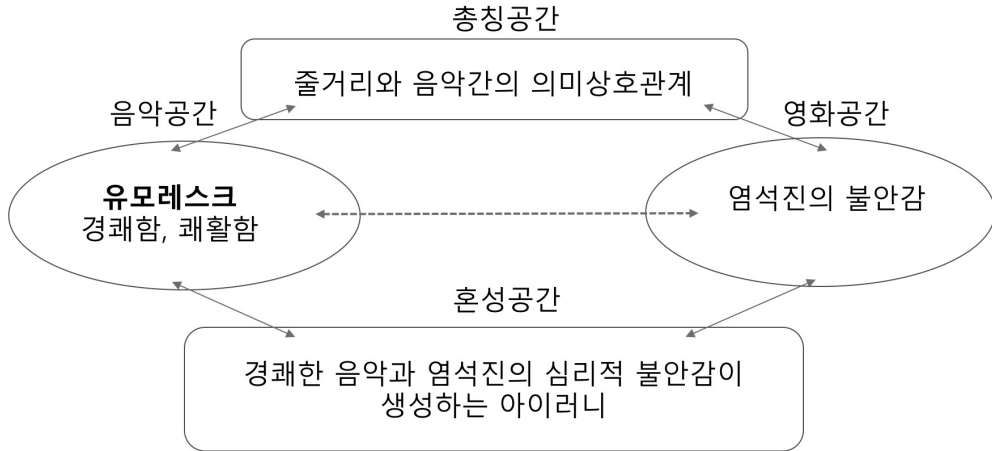 총칭공간
줄거리와 음악간의 의미상호관계
음악공간
영화공간
유모레스크
경쾌함, 쾌활함
염석진의 불안감
혼성공간
경쾌한 음악과 염석진의 심리적 불안감이
생성하는 아이러니